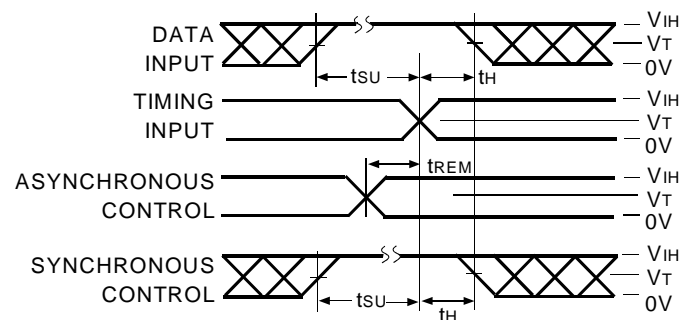 DATA
INPUT
tSU
tH
VIH
VT
0V
TIMING
INPUT
VIH
VT
0V
tREM
ASYNCHRONOUS
CONTROL
VIH
VT
0V
SYNCHRONOUS
CONTROL
tSU
tH
VIH
VT
0V